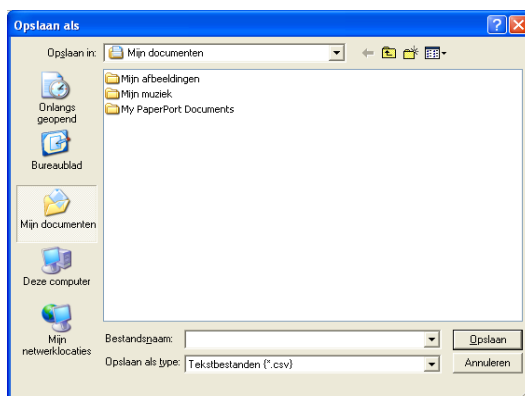 Opslaan als
Opslaan in:
Mijn documenten
Onlangs
geopend
Bureaublad
Mijn documenten
Deze computer
Mijn
netwerklocaties
Mijn afbeeldingen
Mijn muziek
My PaperPort Documents
Bestandsnaam:
Opslaan
Opslaan als type:
Tekstbestanden (*.csv)
Annuleren